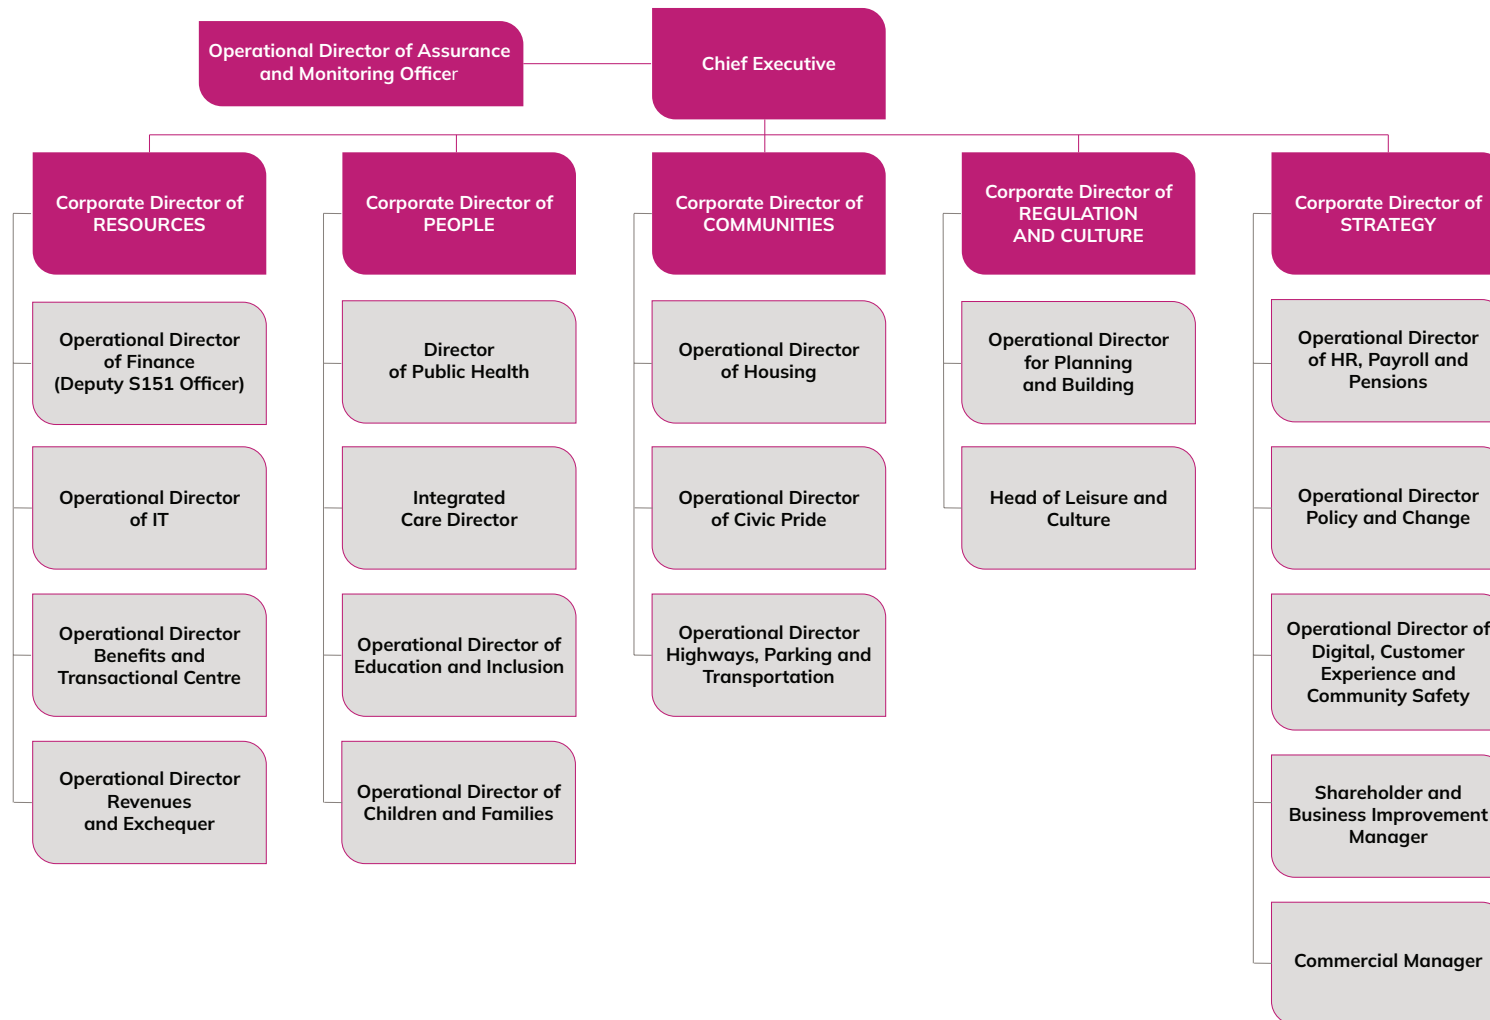 Operational Director of Assurance
and Monitoring Officer
Chief Executive
Corporate Director of
RESOURCES
Operational Director
of Finance
(Deputy S151 Officer)
Operational Director
of IT
Operational Director
Benefits and
Transactional Centre
Operational Director
Revenues
and Exchequer
Corporate Director of
PEOPLE
Director
of Public Health
Integrated
Care Director
Operational Director of
Education and Inclusion
Operational Director of
Children and Families
Corporate Director of
COMMUNITIES
Operational Director
of Housing
Operational Director
of Civic Pride
Operational Director
Highways, Parking and
Transportation
Corporate Director of
REGULATION
AND CULTURE
Operational Director
for Planning
and Building
Head of Leisure and
Culture
Corporate Director of
STRATEGY
Operational Director
of HR, Payroll and
Pensions
Operational Director
Policy and Change
Operational Director of
Digital, Customer
Experience and
Community Safety
Shareholder and
Business Improvement
Manager
Commercial Manager